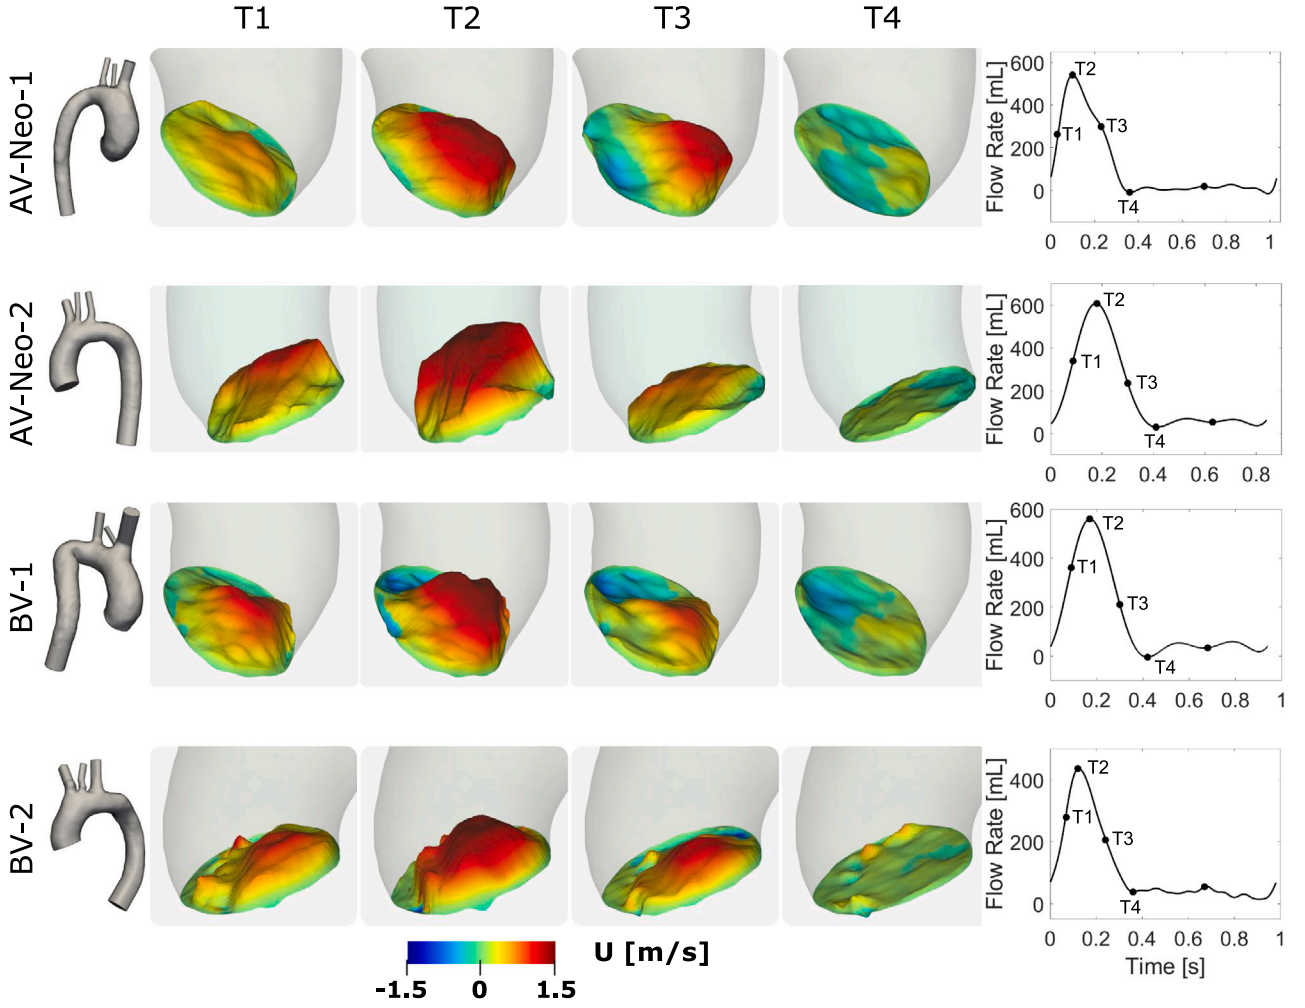 T1 T2 T3 T4
AV-Neo-1
Flow Rate [mL]
600
400
200
0
T2
T1
T3
T4
0 0.2 0.4 0.6 0.8 1
AV-Neo-2
Flow Rate [mL]
600
400
200
0
T2
T1
T3
T4
0 0.2 0.4 0.6 0.8
BV-1
Flow Rate [mL]
600
400
200
0
T2
T1
T3
T4
0 0.2 0.4 0.6 0.8 1
BV-2
Flow Rate [mL]
400
200
0
T2
T1
T3
T4
0 0.2 0.4 0.6 0.8 1
Time [s]
U [m/s]
-1.5 0 1.5